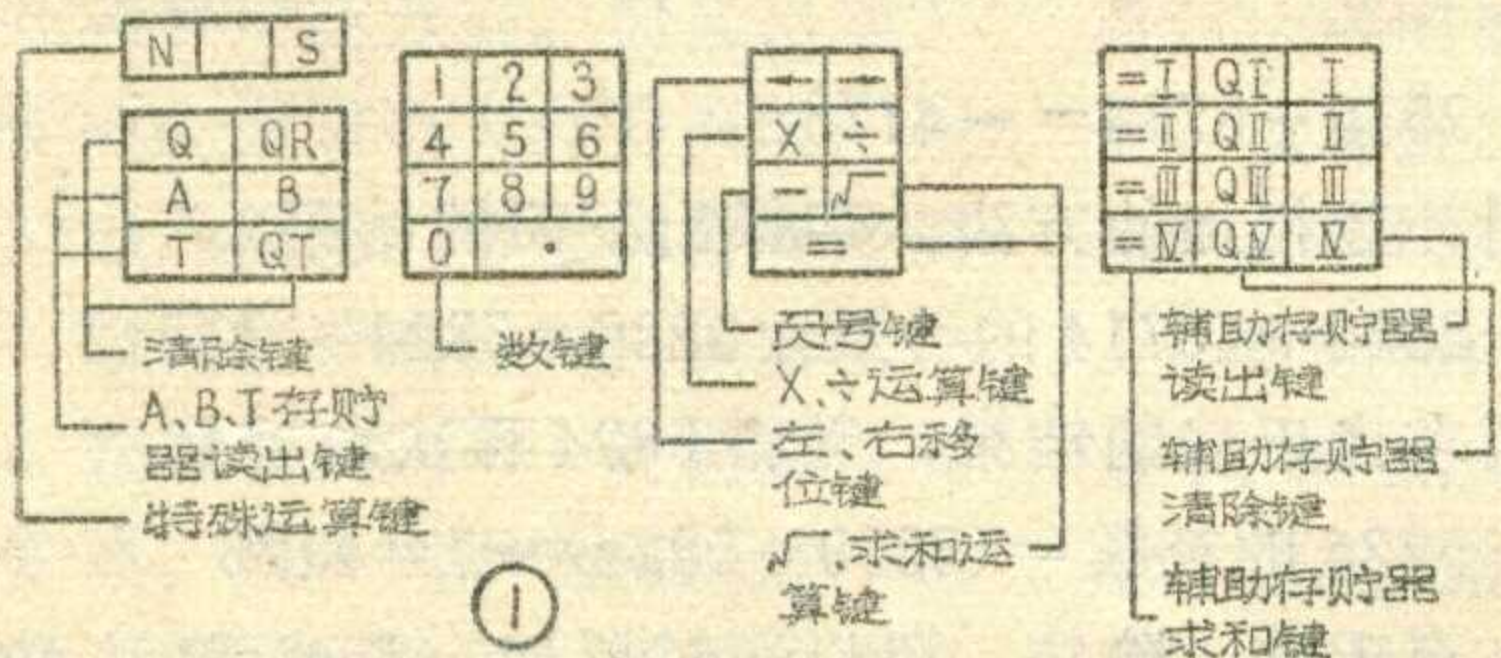 N S
Q QR
A B
T QT
清除键
A、B、T存贮
器读出键
特殊运算键
1 2 3
4 5 6
7 8 9
0 ·
数键
← →
X ÷
− √
=
负号键
X、÷运算键
左、右移
位键
√、求和运
算键
=I QI I
=II QII II
=III QIII III
=IV QIV IV
辅助存贮器
读出键
辅助存贮器
清除键
辅助存贮器
求和键
①